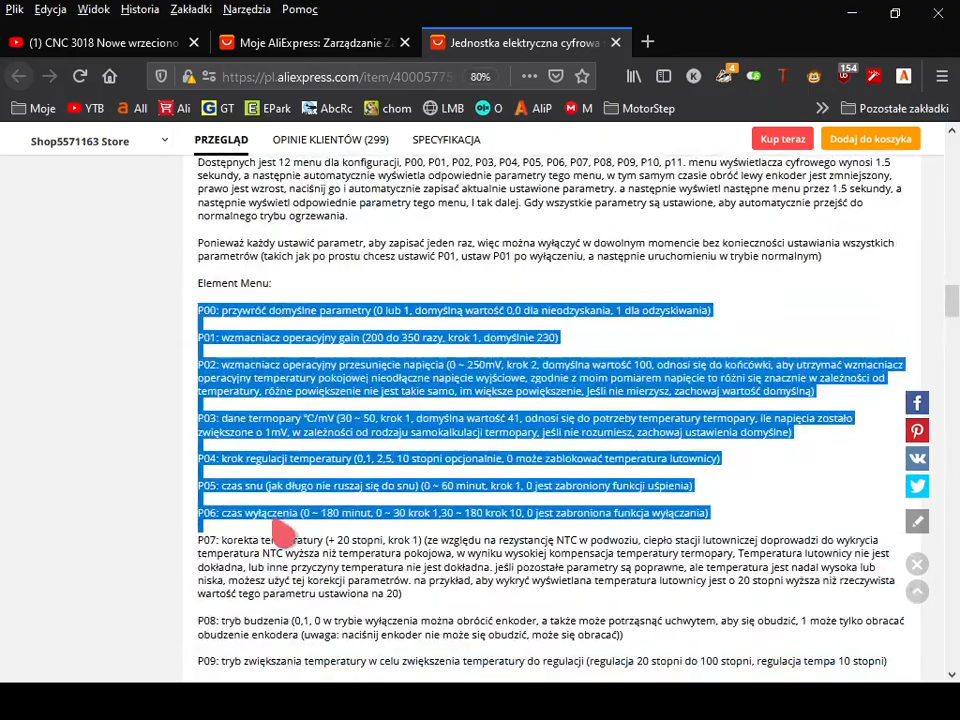 Plik Edycja Widok Historia Zakładki Narzędzia Pomoc
(1) CNC 3018 Nowe wrzeciono
Moje AliExpress: Zarządzanie Z
Jednostka elektryczna cyfrowa
https://pl.aliexpress.com/item/40005775
80%
4
154
Moje YTB All Ali GT EPark AbcRc chom LMB O AliP M MotorStep Pozostałe zakładki
Shop5571163 Store
PRZEGLĄD OPINIE KLIENTÓW (299) SPECYFIKACJA
Kup teraz Dodaj do koszyka
Dostępnych jest 12 menu dla konfiguracji, P00, P01, P02, P03, P04, P05, P06, P07, P08, P09, P10, p11. menu wyświetlacza cyfrowego wynosi 1.5
sekundy, a następnie automatycznie wyświetla odpowiednie parametry tego menu, w tym samym czasie obróć lewy enkoder jest zmniejszony,
prawo jest wzrost, naciśnij go i automatycznie zapisać aktualnie ustawione parametry. a następnie wyświetl następne menu przez 1.5 sekundy, a
następnie wyświetl odpowiednie parametry tego menu, I tak dalej. Gdy wszystkie parametry są ustawione, aby automatycznie przejść do
normalnego trybu ogrzewania.
Ponieważ każdy ustawić parametr, aby zapisać jeden raz, więc można wyłączyć w dowolnym momencie bez konieczności ustawiania wszystkich
parametrów (takich jak po prostu chcesz ustawić P01, ustaw P01 po wyłączeniu, a następnie uruchomieniu w trybie normalnym)
Element Menu:
P00: przywróć domyślne parametry (0 lub 1, domyślną wartość 0,0 dla nieodzyskania, 1 dla odzyskiwania)
P01: wzmacniacz operacyjny gain (200 do 350 razy, krok 1, domyślnie 230)
P02: wzmacniacz operacyjny przesunięcie napięcia (0 ~ 250mV, krok 2, domyślna wartość 100, odnosi się do końcówki, aby utrzymać wzmacniacz
operacyjny temperatury pokojowej nieodłączne napięcie wyjściowe, zgodnie z moim pomiarem napięcie to różni się znacznie w zależności od
temperatury, różne powiększenie nie jest takie samo, im większe powiększenie, Jeśli nie mierzysz, zachowaj wartość domyślną)
P03: dane termopary ℃/mV (30 ~ 50, krok 1, domyślna wartość 41, odnosi się do potrzeby temperatury termopary, ile napięcia zostało
zwiększone o 1mV, w zależności od rodzaju samokalkulacji termopary, jeśli nie rozumiesz, zachowaj ustawienia domyślne)
P04: krok regulacji temperatury (0,1, 2,5, 10 stopni opcjonalnie, 0 może zablokować temperatura lutownicy)
P05: czas snu (jak długo nie ruszaj się do snu) (0 ~ 60 minut, krok 1, 0 jest zabroniony funkcji uśpienia)
P06: czas wyłączenia (0 ~ 180 minut, 0 ~ 30 krok 1,30 ~ 180 krok 10, 0 jest zabroniona funkcja wyłączania)
P07: korekta temperatury (+ 20 stopni, krok 1) (ze względu na rezystancję NTC w podwoziu, ciepło stacji lutowniczej doprowadzi do wykrycia
temperatura NTC wyższa niż temperatura pokojowa, w wyniku wysokiej kompensacja temperatury termopary, Temperatura lutownicy nie jest
dokładna, lub inne przyczyny temperatura nie jest dokładna. jeśli pozostałe parametry są poprawne, ale temperatura jest nadal wysoka lub
niska, możesz użyć tej korekcji parametrów. na przykład, aby wykryć wyświetlana temperatura lutownicy jest o 20 stopni wyższa niż rzeczywista
wartość tego parametru ustawiona na 20)
P08: tryb budzenia (0,1, 0 w trybie wyłączenia można obrócić enkoder, a także może potrząsnąć uchwytem, aby się obudzić, 1 może tylko obracać
obudzenie enkodera (uwaga: naciśnij enkoder nie może się obudzić, może się obracać))
P09: tryb zwiększania temperatury w celu zwiększenia temperatury do regulacji (regulacja 20 stopni do 100 stopni, regulacja tempa 10 stopni)